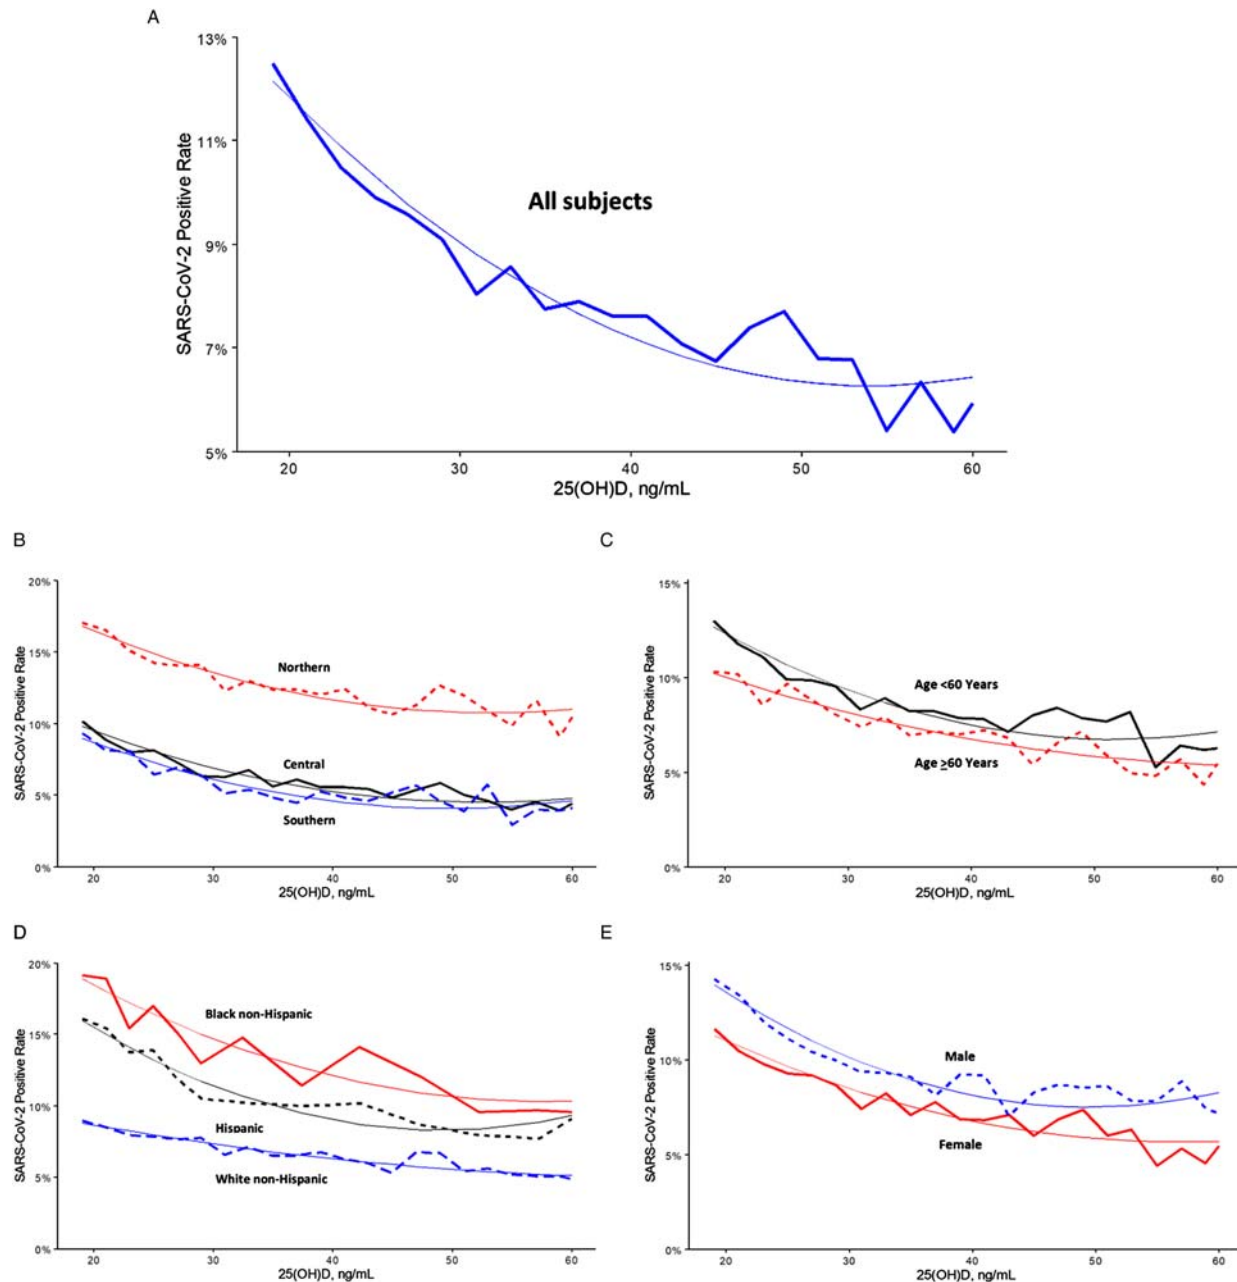 A
13%
11%
9%
7%
5%
SARS-CoV-2 Positive Rate
All subjects
20 30 40 50 60
25(OH)D, ng/mL
B
20%
15%
10%
5%
0%
SARS-CoV-2 Positive Rate
Northern
Central
Southern
20 30 40 50 60
25(OH)D, ng/mL
C
15%
10%
5%
0%
SARS-CoV-2 Positive Rate
Age <60 Years
Age ≥60 Years
20 30 40 50 60
25(OH)D, ng/mL
D
20%
15%
10%
5%
0%
SARS-CoV-2 Positive Rate
Black non-Hispanic
Hispanic
White non-Hispanic
20 30 40 50 60
25(OH)D, ng/mL
E
15%
10%
5%
0%
SARS-CoV-2 Positive Rate
Male
Female
20 30 40 50 60
25(OH)D, ng/mL